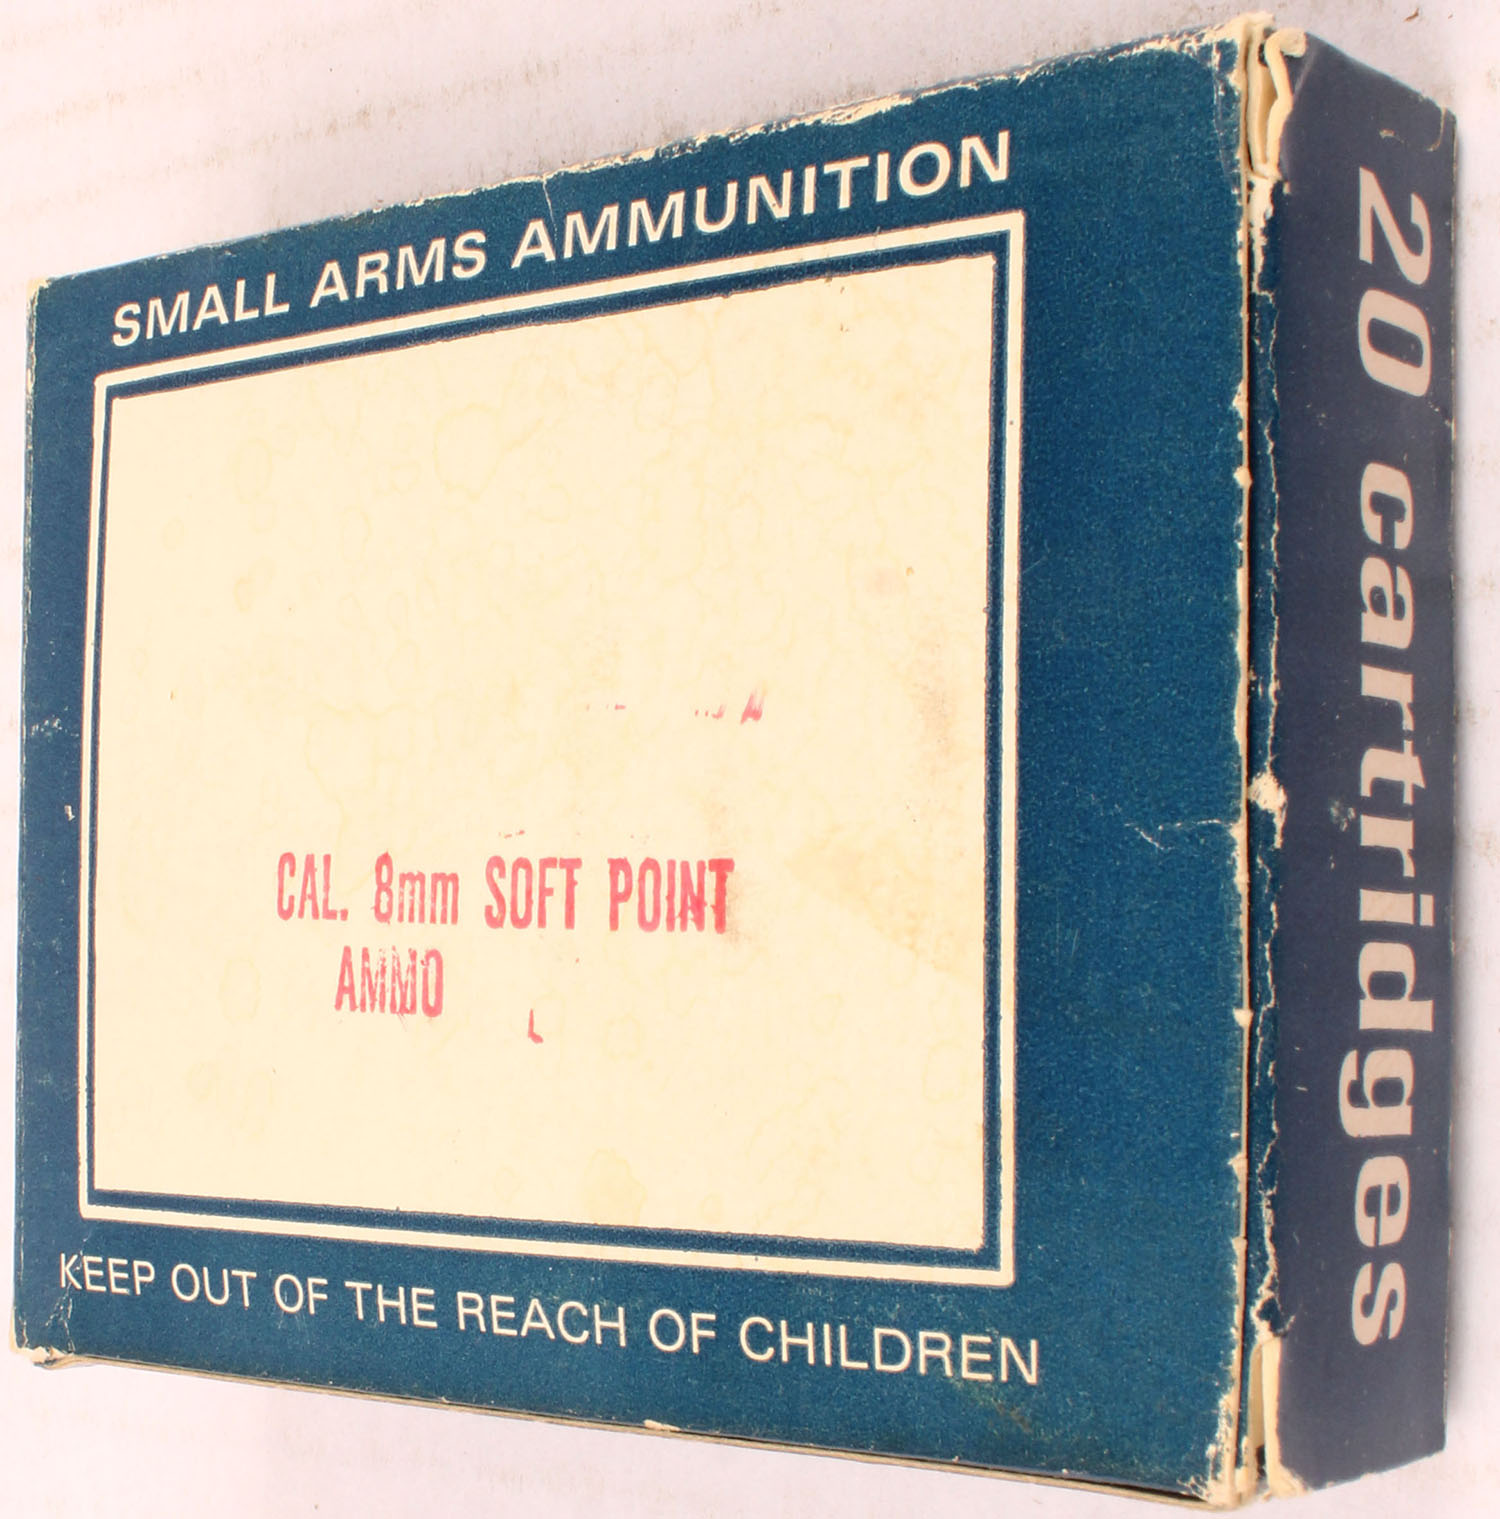 SMALL ARMS AMMUNITION
CAL. 8mm SOFT POINT
AMMO
KEEP OUT OF THE REACH OF CHILDREN
20 cartridges